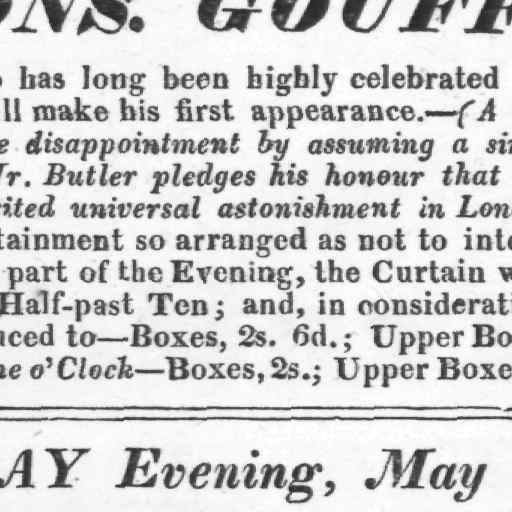 ONS. GOUFF
has long been highly celebrated
ll make his first appearance.—(A
e disappointment by assuming a sin
Mr. Butler pledges his honour that
cited universal astonishment in Lon
tainment so arranged as not to inte
part of the Evening, the Curtain w
Half-past Ten; and, in considerati
uced to—Boxes, 2s. 6d.; Upper Bo
ne o'Clock—Boxes, 2s.; Upper Boxe
AY Evening, May